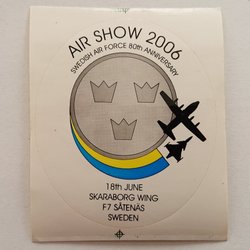 AIR SHOW 2006
SWEDISH AIR FORCE 80th ANNIVERSARY
18th JUNE
SKARABORG WING
F7 SÅTENÄS
SWEDEN